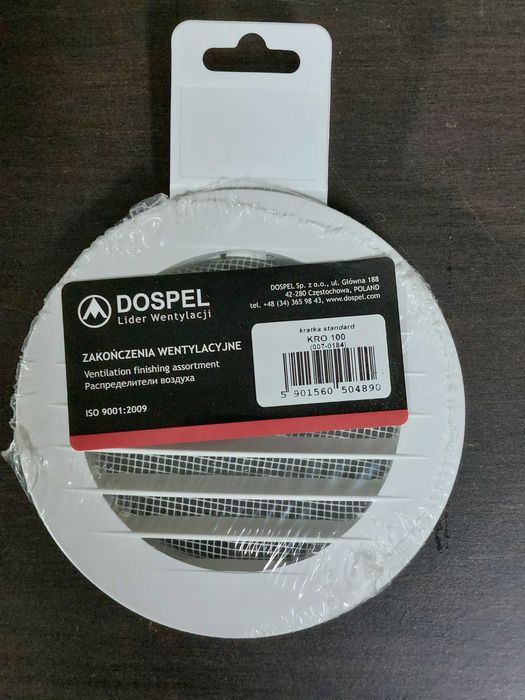 DOSPEL
Lider Wentylacji
DOSPEL Sp. z o.o., ul. Główna 188
42-280 Częstochowa, POLAND
tel. +48 (34) 365 98 43, www.dospel.com
ZAKOŃCZENIA WENTYLACYJNE
Ventilation finishing assortment
Распределители воздуха
ISO 9001:2009
kratka standard
KRO 100
(007-0184)
5 901560 504890